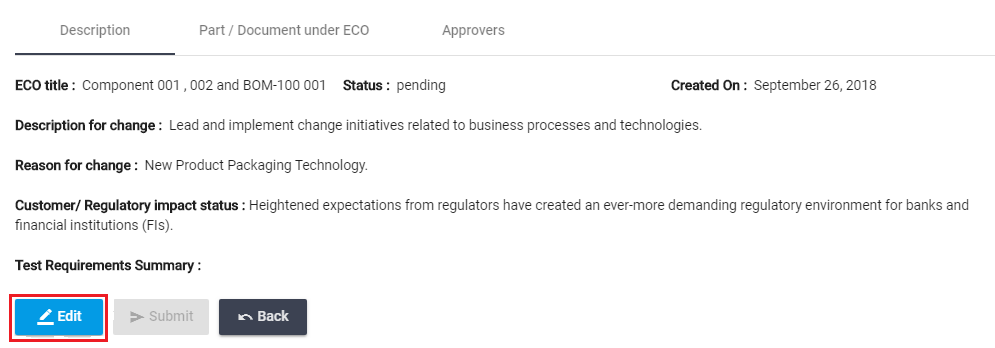 Description Part / Document under ECO Approvers
ECO title : Component 001 , 002 and BOM-100 001 Status : pending Created On : September 26, 2018
Description for change : Lead and implement change initiatives related to business processes and technologies.
Reason for change : New Product Packaging Technology.
Customer/ Regulatory impact status : Heightened expectations from regulators have created an ever-more demanding regulatory environment for banks and
financial institutions (FIs).
Test Requirements Summary :
Edit Submit Back